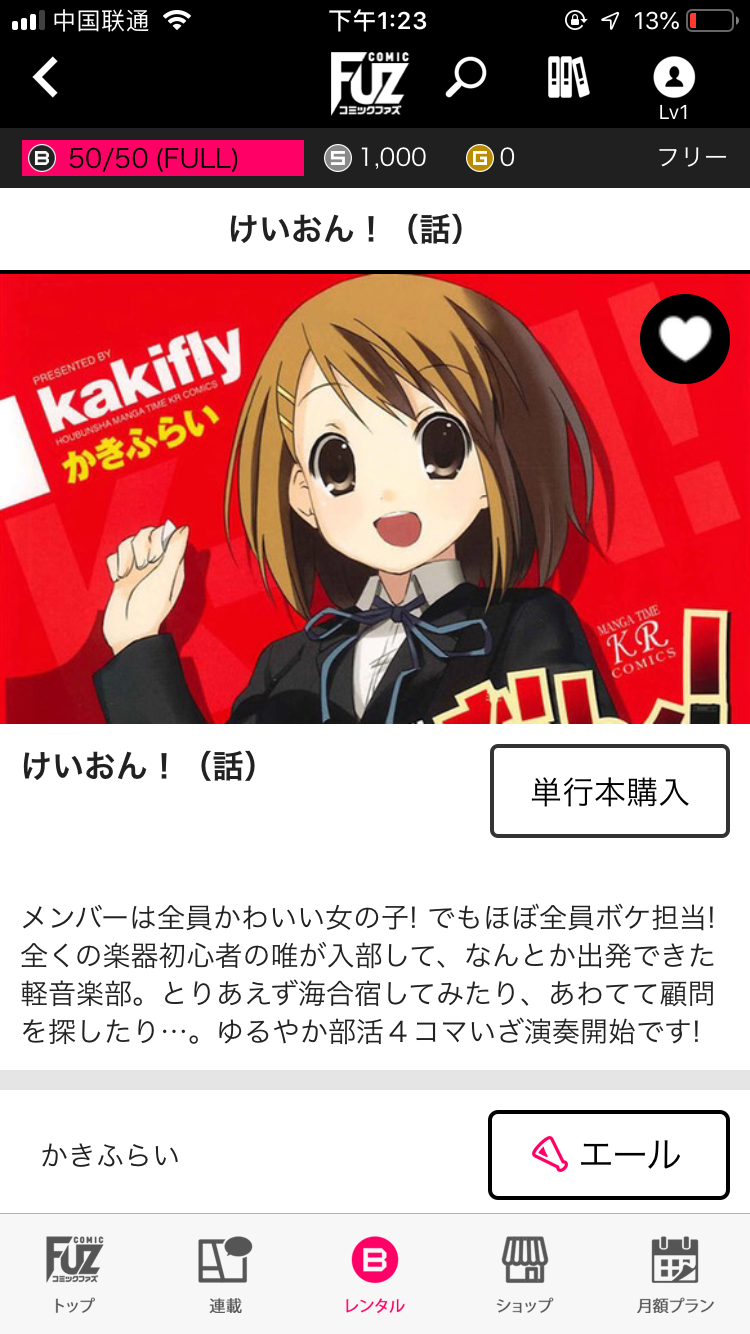 中国联通
下午1:23
13%
COMIC
FUZ
コミックファズ
Lv1
B 50/50 (FULL)
S 1,000
G 0
フリー
けいおん！（話）
PRESENTED BY
kakifly
HOUBUNSHA MANGA TIME KR COMICS
かきふらい
MANGA TIME
KR
COMICS
けいおん！（話）
単行本購入
メンバーは全員かわいい女の子! でもほぼ全員ボケ担当!
全くの楽器初心者の唯が入部して、なんとか出発できた
軽音楽部。とりあえず海合宿してみたり、あわてて顧問
を探したり…。ゆるやか部活４コマいざ演奏開始です!
かきふらい
エール
COMIC
FUZ
コミックファズ
トップ
連載
B
レンタル
ショップ
月額プラン